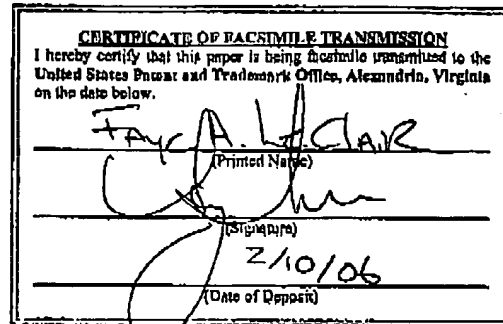 CERTIFICATE OF FACSIMILE TRANSMISSION
I hereby certify that this paper is being facsimile transmitted to the
United States Patent and Trademark Office, Alexandria, Virginia
on the date below.
Faye A. LeClair
(Printed Name)
(Signature)
2/10/06
(Date of Deposit)